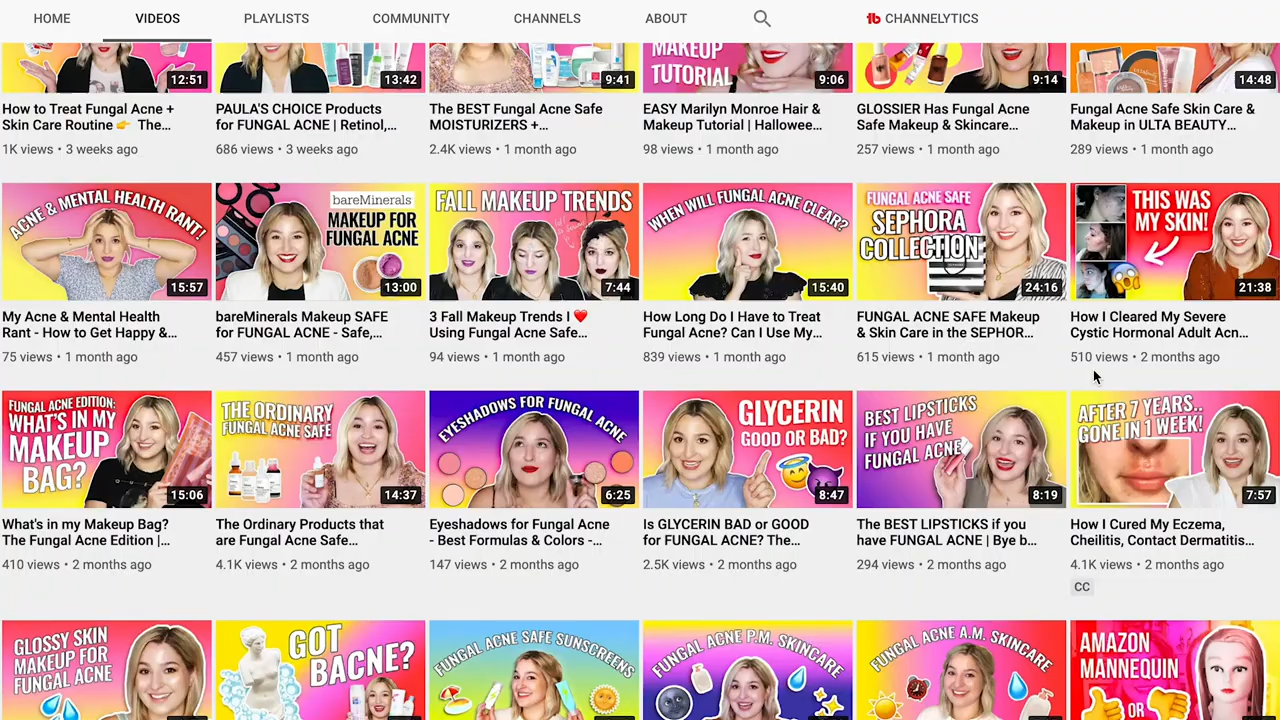 HOME VIDEOS PLAYLISTS COMMUNITY CHANNELS ABOUT CHANNELYTICS
12:51
How to Treat Fungal Acne +
Skin Care Routine 👉 The...
1K views • 3 weeks ago
13:42
PAULA'S CHOICE Products
for FUNGAL ACNE | Retinol,...
686 views • 3 weeks ago
9:41
The BEST Fungal Acne Safe
MOISTURIZERS +...
2.4K views • 1 month ago
MAKEUP
TUTORIAL
9:06
EASY Marilyn Monroe Hair &
Makeup Tutorial | Hallowee...
98 views • 1 month ago
9:14
GLOSSIER Has Fungal Acne
Safe Makeup & Skincare...
257 views • 1 month ago
14:48
Fungal Acne Safe Skin Care &
Makeup in ULTA BEAUTY...
289 views • 1 month ago
ACNE & MENTAL HEALTH RANT!
15:57
My Acne & Mental Health
Rant - How to Get Happy &...
75 views • 1 month ago
bareMinerals
MAKEUP FOR
FUNGAL ACNE
13:00
bareMinerals Makeup SAFE
for FUNGAL ACNE - Safe,...
457 views • 1 month ago
FALL MAKEUP TRENDS
7:44
3 Fall Makeup Trends I ❤️
Using Fungal Acne Safe...
94 views • 1 month ago
WHEN WILL FUNGAL ACNE CLEAR?
15:40
How Long Do I Have to Treat
Fungal Acne? Can I Use My...
839 views • 1 month ago
FUNGAL ACNE SAFE
SEPHORA
COLLECTION
24:16
FUNGAL ACNE SAFE Makeup
& Skin Care in the SEPHOR...
615 views • 1 month ago
THIS WAS
MY SKIN!
21:38
How I Cleared My Severe
Cystic Hormonal Adult Acn...
510 views • 2 months ago
FUNGAL ACNE EDITION:
WHAT'S IN MY
MAKEUP
BAG?
15:06
What's in my Makeup Bag?
The Fungal Acne Edition |...
410 views • 2 months ago
THE ORDINARY
FUNGAL ACNE SAFE
14:37
The Ordinary Products that
are Fungal Acne Safe...
4.1K views • 2 months ago
EYESHADOWS FOR FUNGAL ACNE
6:25
Eyeshadows for Fungal Acne
- Best Formulas & Colors -...
147 views • 2 months ago
GLYCERIN
GOOD OR BAD?
8:47
Is GLYCERIN BAD or GOOD
for FUNGAL ACNE? The...
2.5K views • 2 months ago
BEST LIPSTICKS
IF YOU HAVE
FUNGAL ACNE
8:19
The BEST LIPSTICKS if you
have FUNGAL ACNE | Bye b...
294 views • 2 months ago
AFTER 7 YEARS..
GONE IN 1 WEEK!
7:57
How I Cured My Eczema,
Cheilitis, Contact Dermatitis...
4.1K views • 2 months ago
CC
GLOSSY SKIN
MAKEUP FOR
FUNGAL ACNE
GOT
BACNE?
FUNGAL ACNE SAFE SUNSCREENS
FUNGAL ACNE P.M. SKINCARE
FUNGAL ACNE A.M. SKINCARE
AMAZON
MANNEQUIN
OR